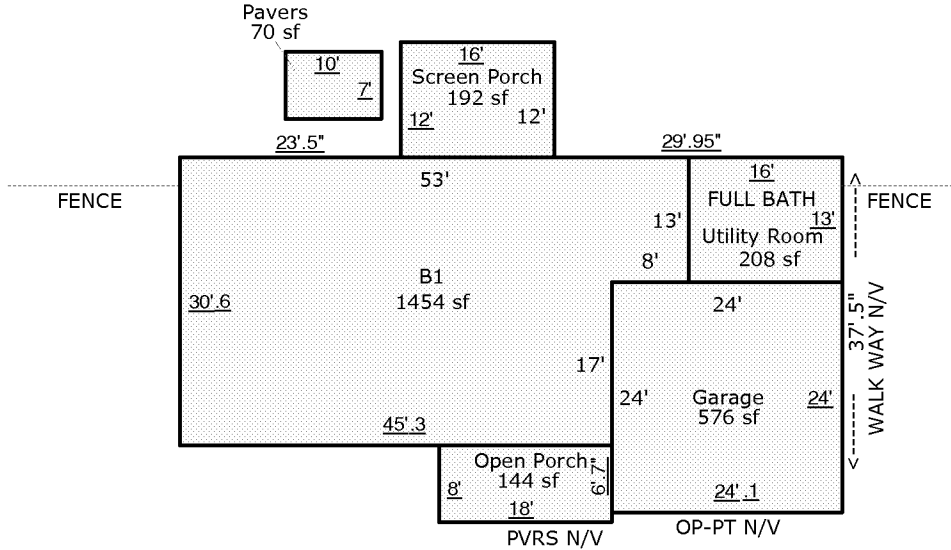 Pavers
70 sf
10'
7'
16'
Screen Porch
192 sf
12'
12'
23'.5"
29'.95"
53'
16'
FENCE
FULL BATH
FENCE
13'
13'
Utility Room
208 sf
8'
B1
1454 sf
30'.6
24'
37'.5"
WALK WAY N/V
17'
24'
Garage
576 sf
24'
45'.3
Open Porch
144 sf
6'.7"
8'
18'
24' .1
PVRS N/V
OP-PT N/V